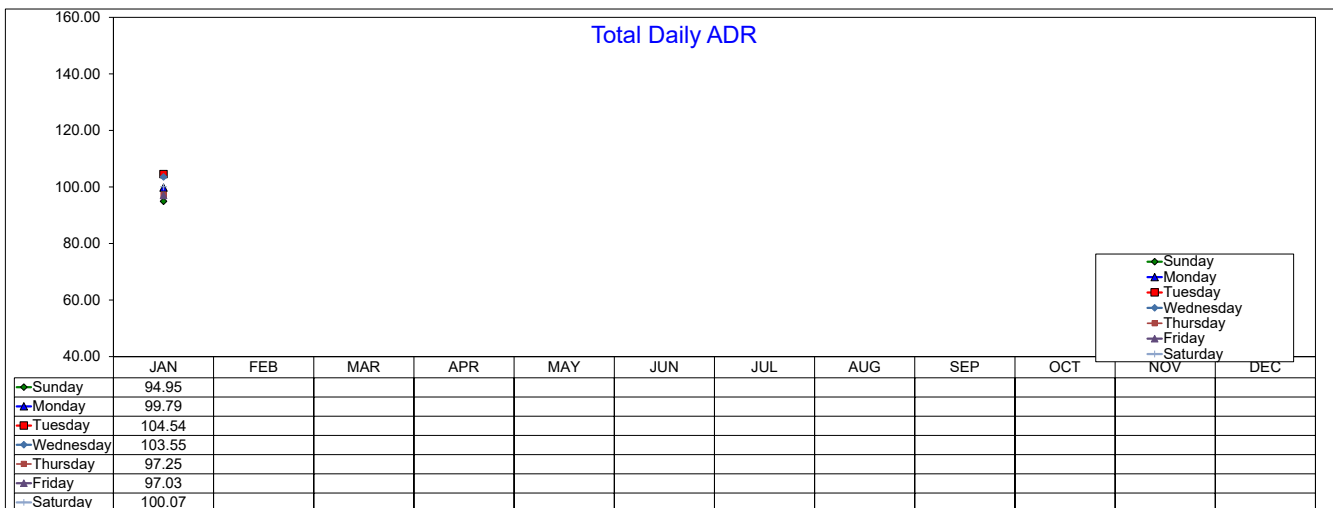 Total Daily ADR
160.00
140.00
120.00
100.00
80.00
60.00
40.00
Sunday
Monday
Tuesday
Wednesday
Thursday
Friday
Saturday
JAN FEB MAR APR MAY JUN JUL AUG SEP OCT NOV DEC
Sunday 94.95
Monday 99.79
Tuesday 104.54
Wednesday 103.55
Thursday 97.25
Friday 97.03
Saturday 100.07